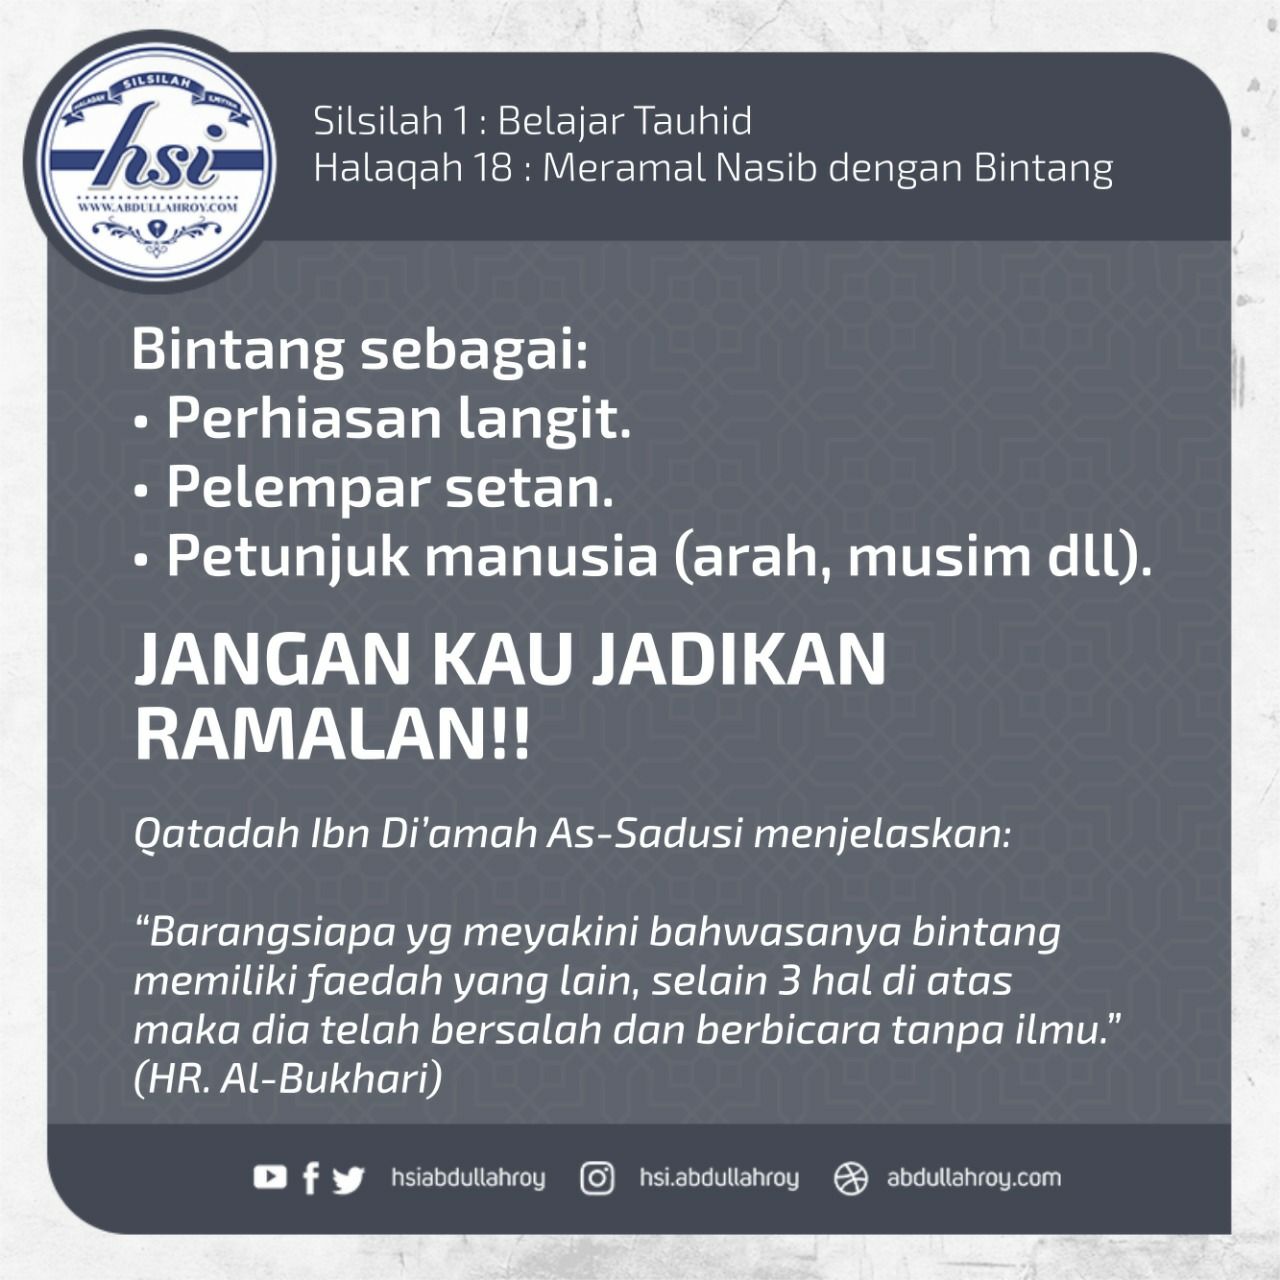 HALAQAH SILSILAH ILMIYYAH
hsi
WWW.ABDULLAHROY.COM
Silsilah 1 : Belajar Tauhid
Halaqah 18 : Meramal Nasib dengan Bintang
Bintang sebagai:
• Perhiasan langit.
• Pelempar setan.
• Petunjuk manusia (arah, musim dll).
JANGAN KAU JADIKAN
RAMALAN!!
Qatadah Ibn Di’amah As-Sadusi menjelaskan:
“Barangsiapa yg meyakini bahwasanya bintang
memiliki faedah yang lain, selain 3 hal di atas
maka dia telah bersalah dan berbicara tanpa ilmu.”
(HR. Al-Bukhari)
hsiabdullahroy hsi.abdullahroy abdullahroy.com